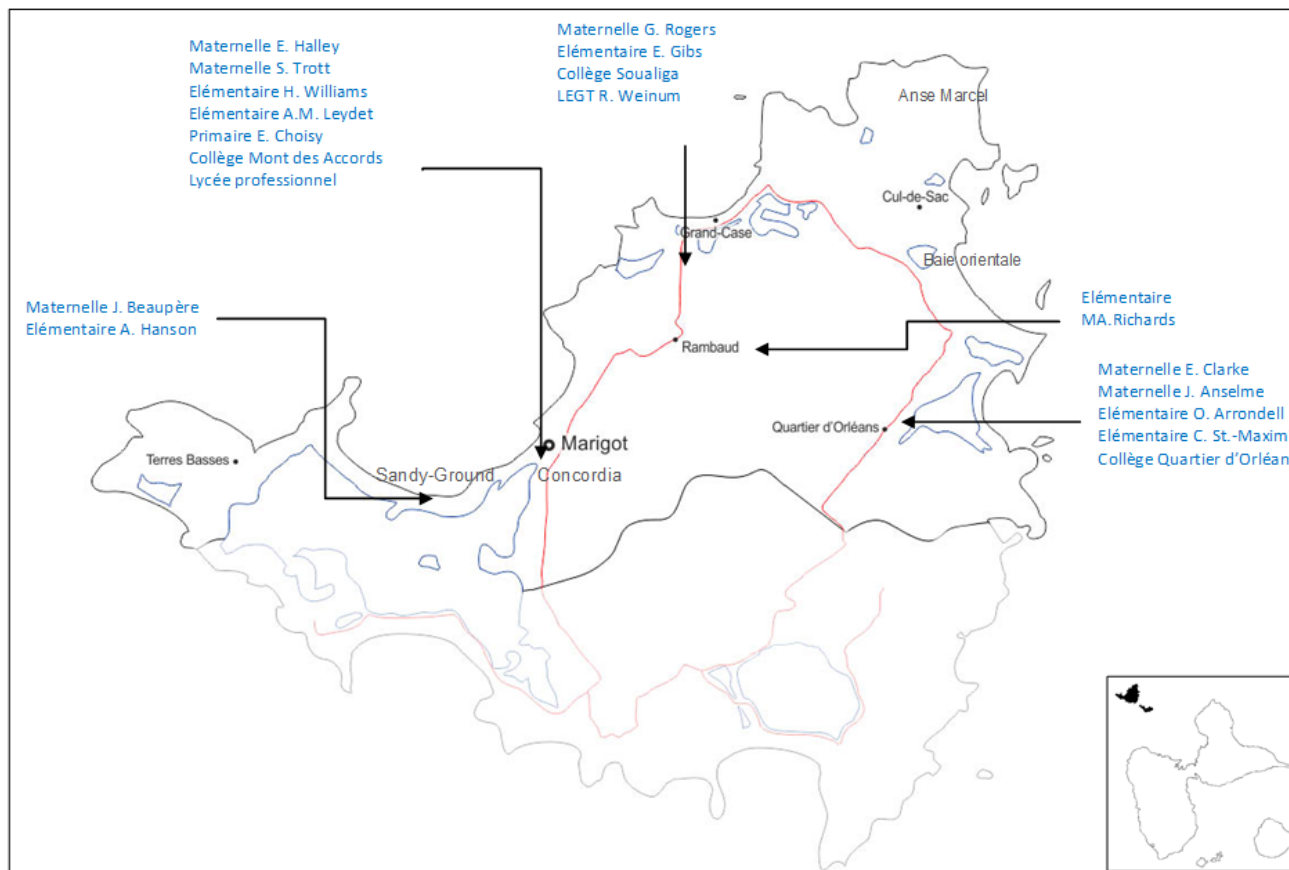 Maternelle E. Halley
Maternelle S. Trott
Elémentaire H. Williams
Elémentaire A.M. Leydet
Primaire E. Choisy
Collège Mont des Accords
Lycée professionnel
Maternelle G. Rogers
Elémentaire E. Gibs
Collège Soualiga
LEGT R. Weinum
Anse Marcel
Cul-de-Sac
Grand-Case
Baie orientale
Maternelle J. Beaupère
Elémentaire A. Hanson
Elémentaire
MA.Richards
Rambaud
Maternelle E. Clarke
Maternelle J. Anselme
Elémentaire O. Arrondell
Elémentaire C. St.-Maxim
Collège Quartier d'Orléan
Quartier d'Orléans
Marigot
Terres Basses
Sandy-Ground
Concordia